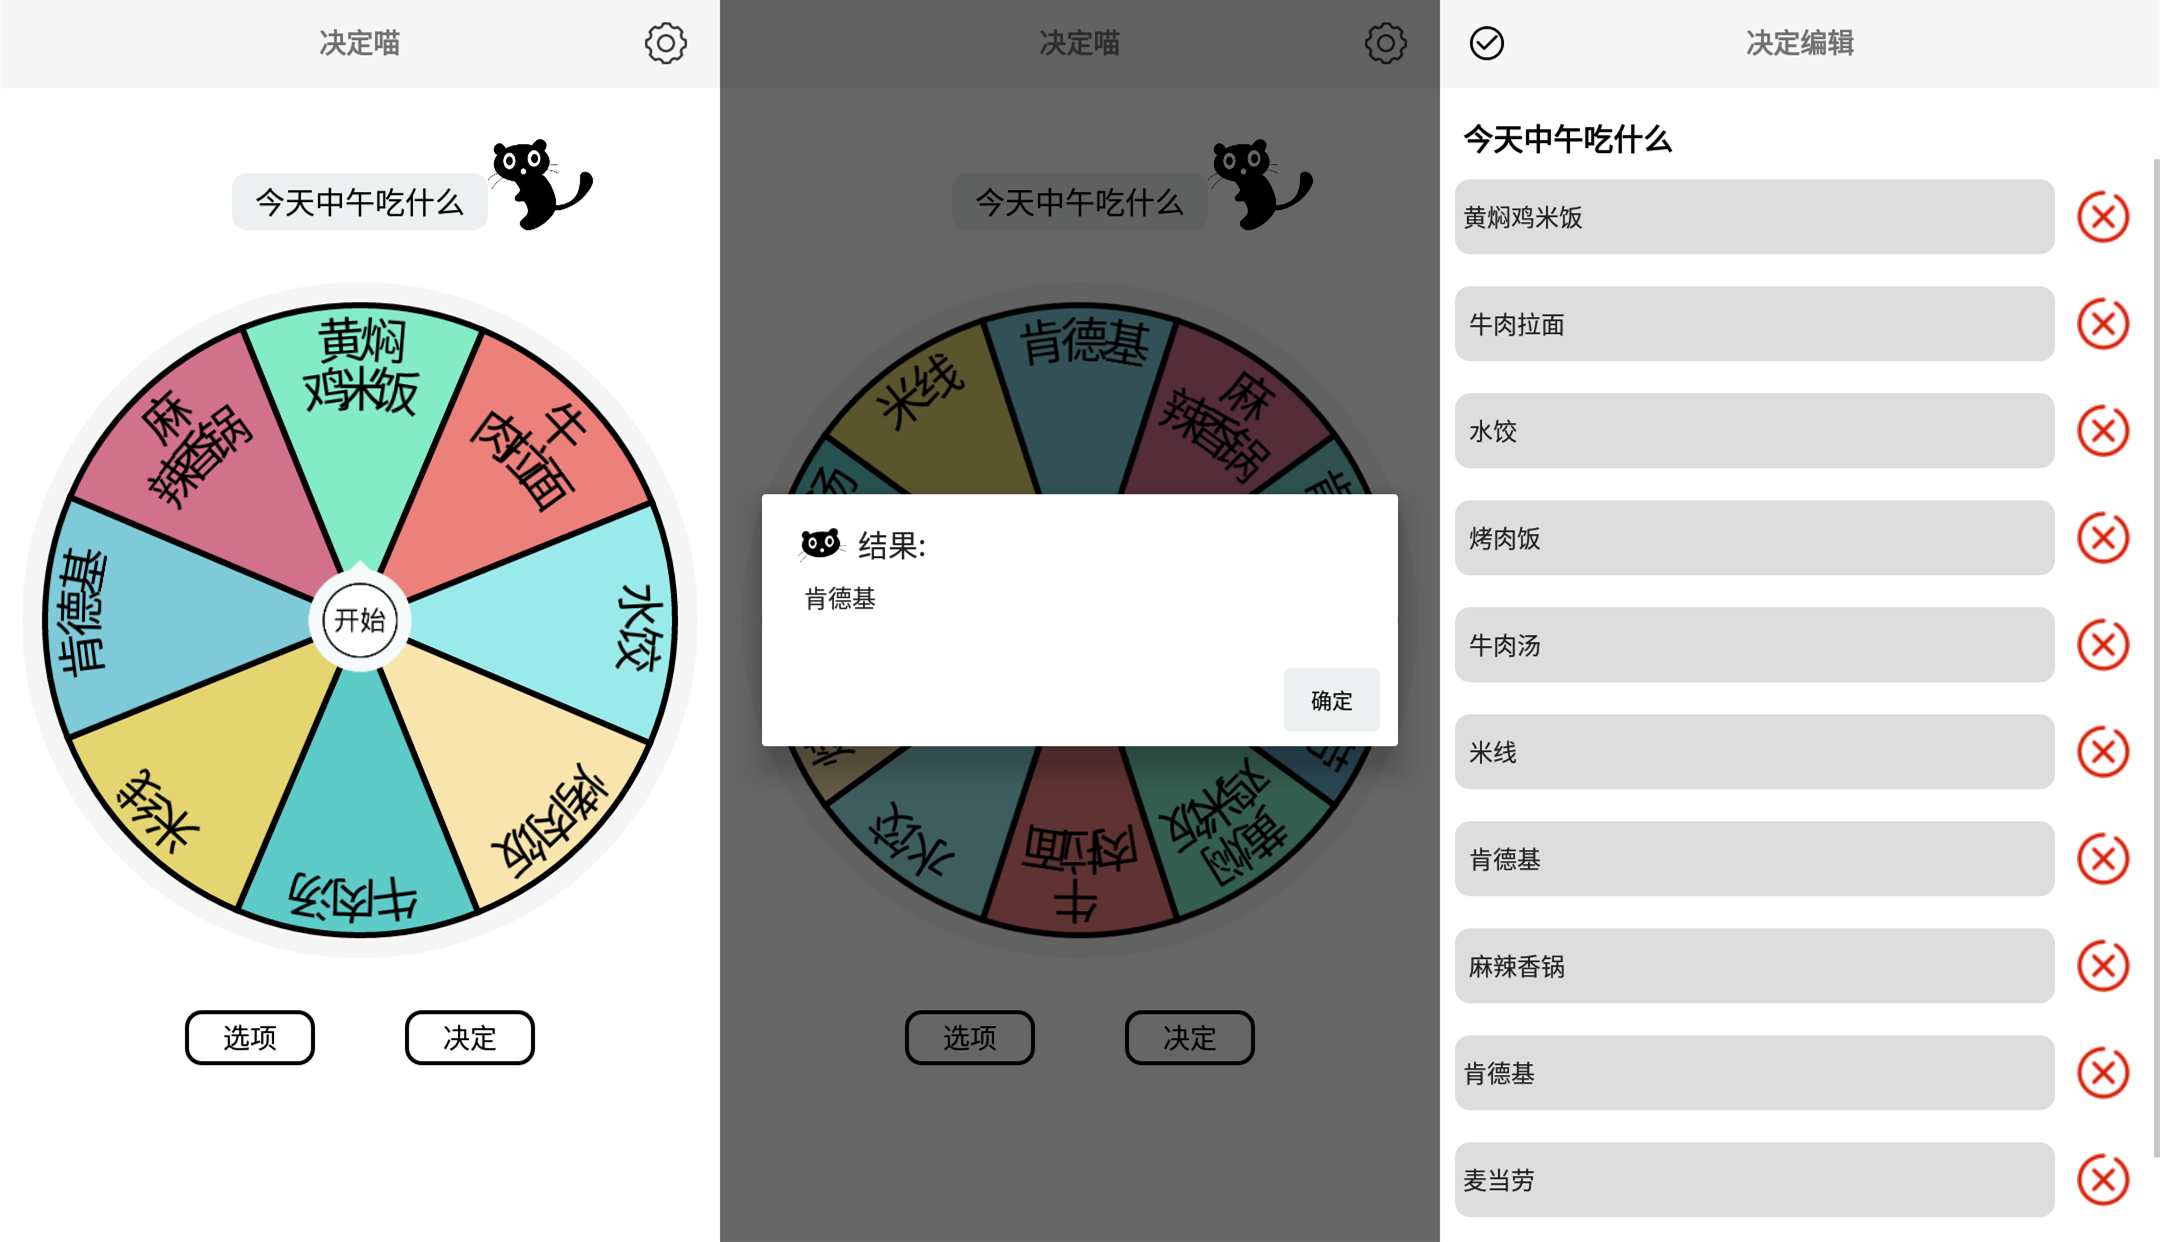 决定喵
今天中午吃什么
黄焖
鸡米饭
牛
肉拉面
水饺
烤肉饭
牛肉汤
米线
肯德基
麻
辣香锅
开始
选项
决定
决定喵
今天中午吃什么
肯德基
麻
辣香锅
肯
黄焖
鸡米饭
牛
肉拉面
水饺
汤
米线
结果:
肯德基
确定
选项
决定
决定编辑
今天中午吃什么
黄焖鸡米饭
牛肉拉面
水饺
烤肉饭
牛肉汤
米线
肯德基
麻辣香锅
肯德基
麦当劳